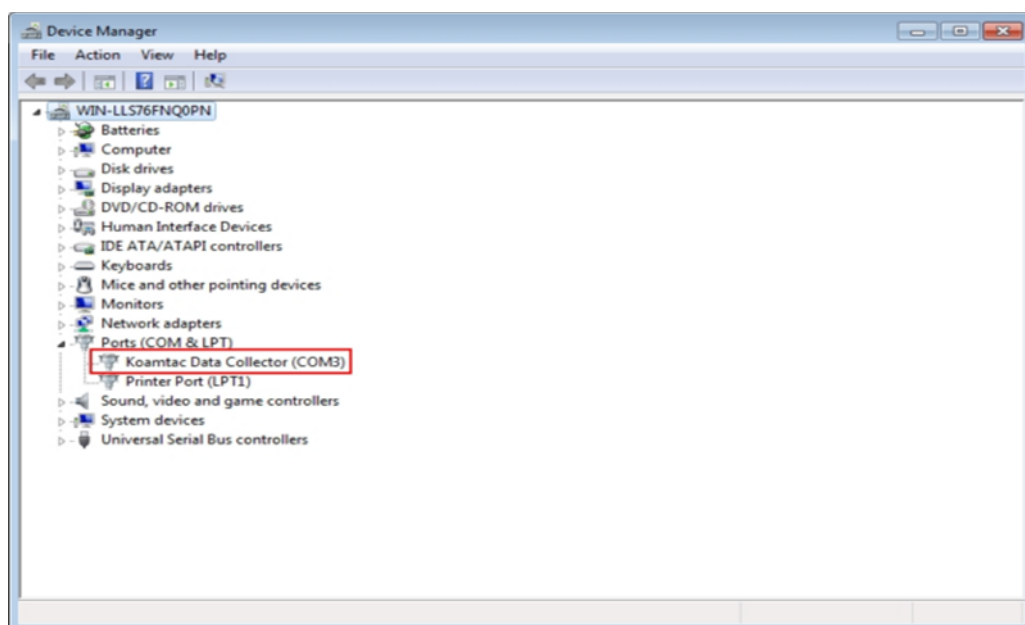 Device Manager
File Action View Help
WIN-LLS76FNQ0PN
Batteries
Computer
Disk drives
Display adapters
DVD/CD-ROM drives
Human Interface Devices
IDE ATA/ATAPI controllers
Keyboards
Mice and other pointing devices
Monitors
Network adapters
Ports (COM & LPT)
Koamtac Data Collector (COM3)
Printer Port (LPT1)
Sound, video and game controllers
System devices
Universal Serial Bus controllers